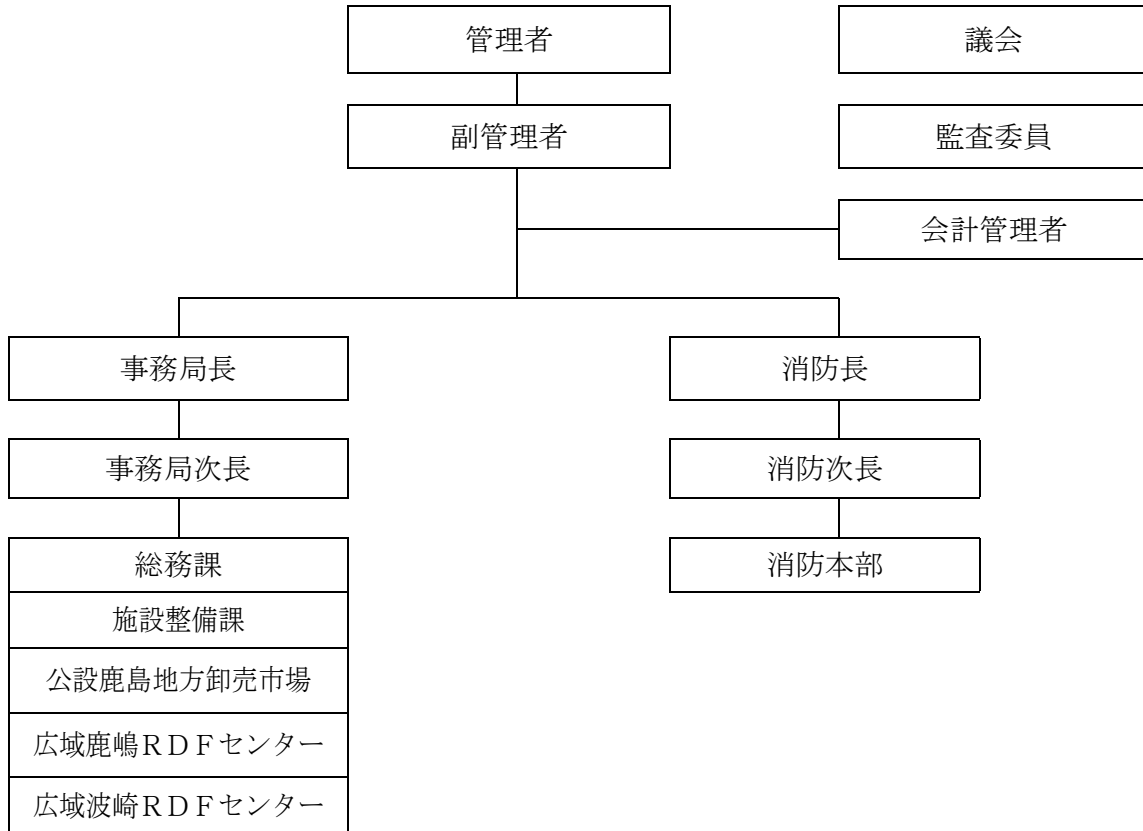 管理者
議会
副管理者
監査委員
会計管理者
事務局長
消防長
事務局次長
消防次長
総務課
消防本部
施設整備課
公設鹿島地方卸売市場
広域鹿嶋ＲＤＦセンター
広域波崎ＲＤＦセンター